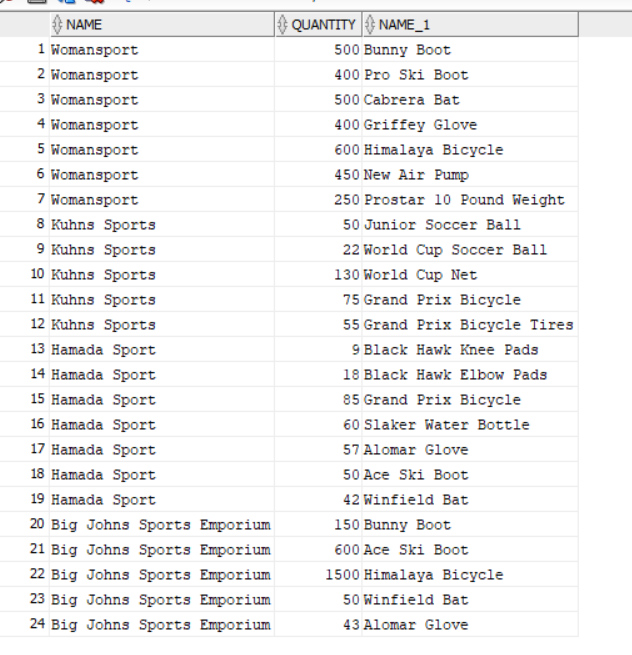 NAME QUANTITY NAME_1
1 Womansport 500 Bunny Boot
2 Womansport 400 Pro Ski Boot
3 Womansport 500 Cabrera Bat
4 Womansport 400 Griffey Glove
5 Womansport 600 Himalaya Bicycle
6 Womansport 450 New Air Pump
7 Womansport 250 Prostar 10 Pound Weight
8 Kuhns Sports 50 Junior Soccer Ball
9 Kuhns Sports 22 World Cup Soccer Ball
10 Kuhns Sports 130 World Cup Net
11 Kuhns Sports 75 Grand Prix Bicycle
12 Kuhns Sports 55 Grand Prix Bicycle Tires
13 Hamada Sport 9 Black Hawk Knee Pads
14 Hamada Sport 18 Black Hawk Elbow Pads
15 Hamada Sport 85 Grand Prix Bicycle
16 Hamada Sport 60 Slaker Water Bottle
17 Hamada Sport 57 Alomar Glove
18 Hamada Sport 50 Ace Ski Boot
19 Hamada Sport 42 Winfield Bat
20 Big Johns Sports Emporium 150 Bunny Boot
21 Big Johns Sports Emporium 600 Ace Ski Boot
22 Big Johns Sports Emporium 1500 Himalaya Bicycle
23 Big Johns Sports Emporium 50 Winfield Bat
24 Big Johns Sports Emporium 43 Alomar Glove